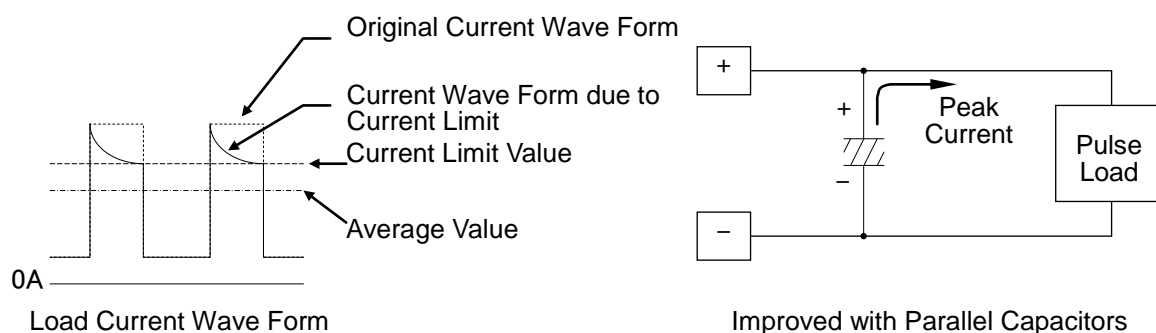 Original Current Wave Form
Current Wave Form due to
Current Limit
Current Limit Value
Average Value
0A
Load Current Wave Form
+
+
Peak
Current
−
−
Pulse
Load
Improved with Parallel Capacitors